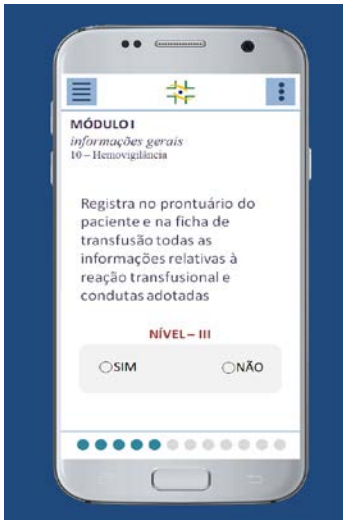 MÓDULO I
informações gerais
10 – Hemovigilância
Registra no prontuário do
paciente e na ficha de
transfusão todas as
informações relativas à
reação transfusional e
condutas adotadas
NÍVEL – III
SIM NÃO